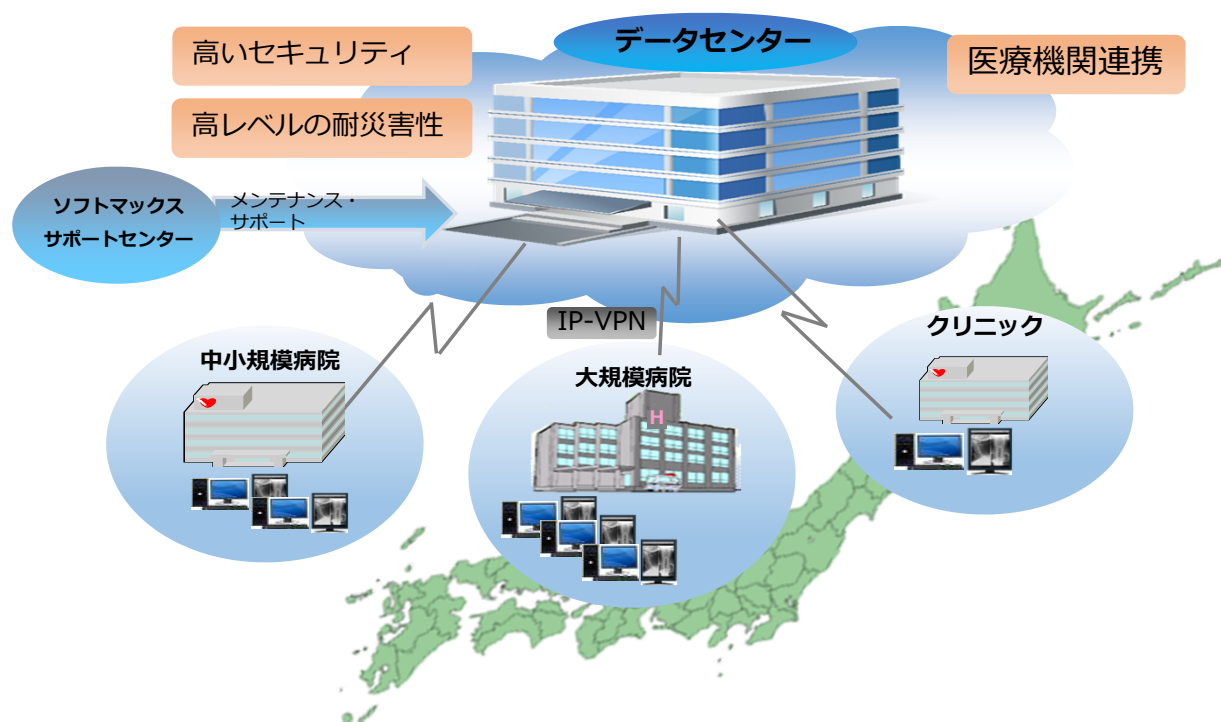 データセンター
高いセキュリティ
医療機関連携
高レベルの耐災害性
ソフトマックス
サポートセンター
メンテナンス・
サポート
IP-VPN
中小規模病院
大規模病院
クリニック
H